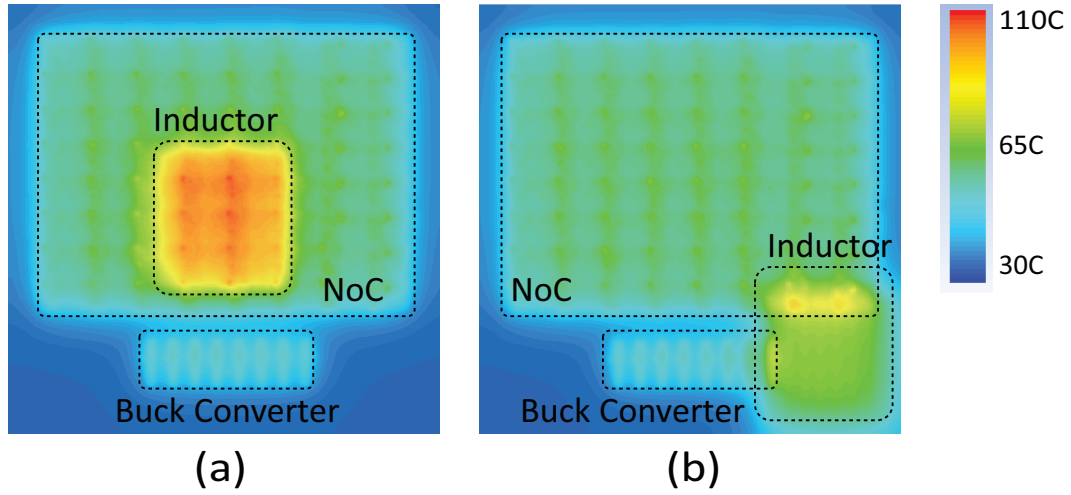 Inductor
NoC
Buck Converter
(a)
Inductor
NoC
Buck Converter
(b)
110C
65C
30C